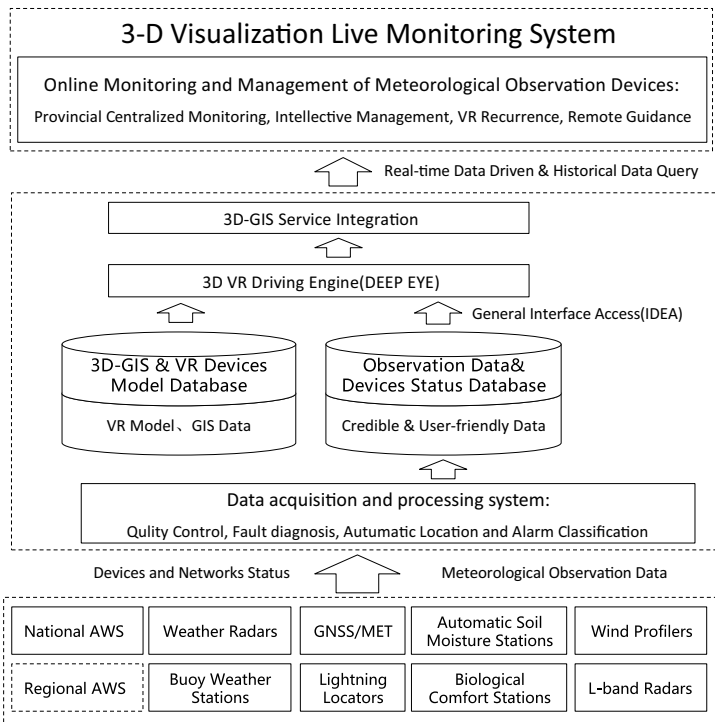 3-D Visualization Live Monitoring System
Online Monitoring and Management of Meteorological Observation Devices:
Provincial Centralized Monitoring, Intellective Management, VR Recurrence, Remote Guidance
Real-time Data Driven & Historical Data Query
3D-GIS Service Integration
3D VR Driving Engine(DEEP EYE)
General Interface Access(IDEA)
3D-GIS & VR Devices
Model Database
VR Model、GIS Data
Observation Data&
Devices Status Database
Credible & User-friendly Data
Data acquisition and processing system:
Qulity Control, Fault diagnosis, Autumatic Location and Alarm Classification
Devices and Networks Status
Meteorological Observation Data
National AWS
Weather Radars
GNSS/MET
Automatic Soil
Moisture Stations
Wind Profilers
Regional AWS
Buoy Weather
Stations
Lightning
Locators
Biological
Comfort Stations
L-band Radars